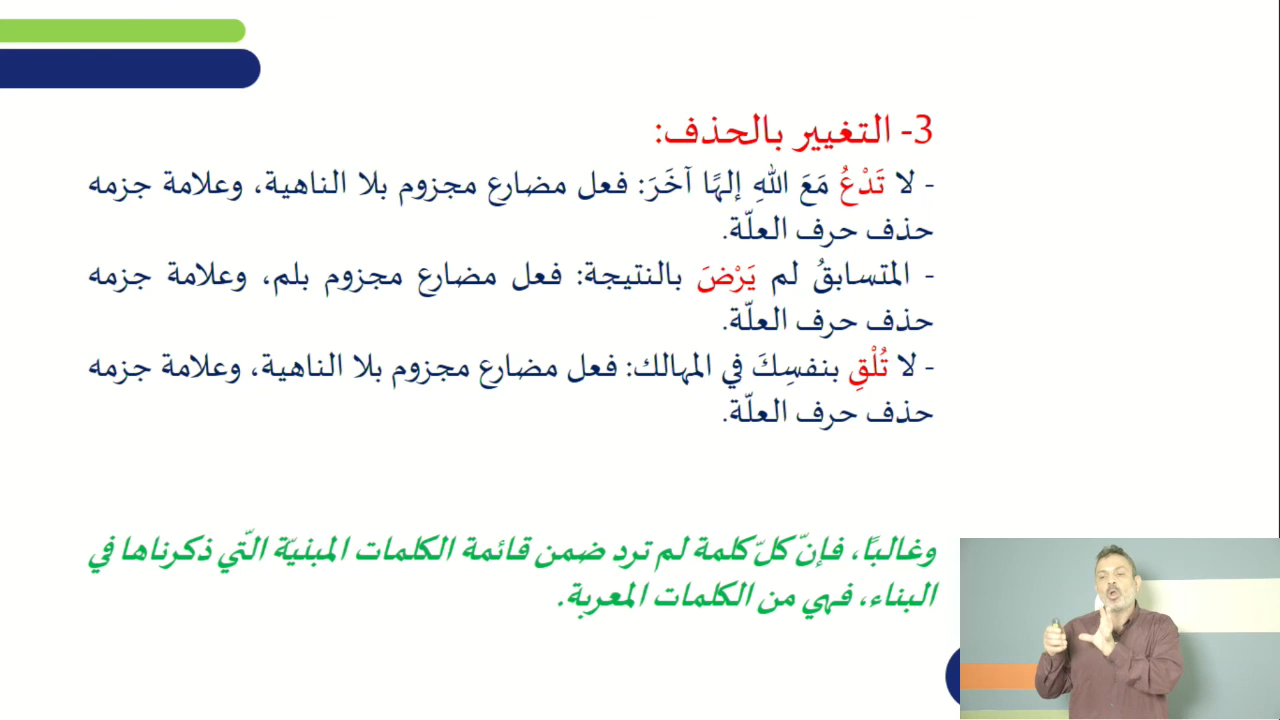 3- التغيير بالحذف:
- لا تَدْعُ مَعَ اللهِ إلهًا آخَرَ: فعل مضارع مجزوم بلا الناهية، وعلامة جزمه
حذف حرف العلّة.
- المتسابقُ لم يَرْضَ بالنتيجة: فعل مضارع مجزوم بلم، وعلامة جزمه
حذف حرف العلّة.
- لا تُلْقِ بنفسِكَ في المهالك: فعل مضارع مجزوم بلا الناهية، وعلامة جزمه
حذف حرف العلّة.
وغالبًا، فإنّ كلّ كلمة لم ترد ضمن قائمة الكلمات المبنيّة الّتي ذكرناها في
البناء، فهي من الكلمات المعربة.